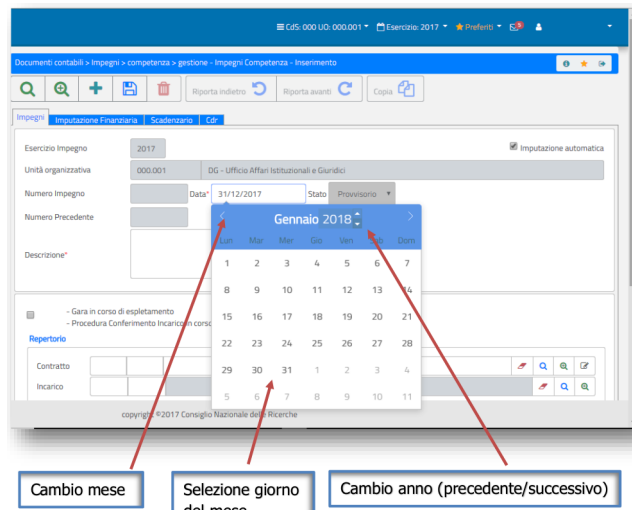 CdS: 000 UO: 000.001 Esercizio: 2017 Preferiti
Documenti contabili > Impegni > competenza > gestione - Impegni Competenza - Inserimento
Riporta indietro Riporta avanti Copia
Impegni Imputazione Finanziaria Scadenzario Cdr
Esercizio Impegno 2017 Imputazione automatica
Unità organizzativa 000.001 DG - Ufficio Affari Istituzionali e Giuridici
Numero Impegno Data* 31/12/2017 Stato Provvisorio
Numero Precedente
Gennaio 2018
Lun Mar Mer Gio Ven Sab Dom
Descrizione*
1 2 3 4 5 6 7
8 9 10 11 12 13 14
15 16 17 18 19 20 21
22 23 24 25 26 27 28
29 30 31 1 2 3 4
5 6 7 8 9 10 11
- Gara in corso di espletamento
- Procedura Conferimento Incarico in corso
Repertorio
Contratto
Incarico
copyright ©2017 Consiglio Nazionale delle Ricerche
Cambio mese
Selezione giorno
del mese
Cambio anno (precedente/successivo)